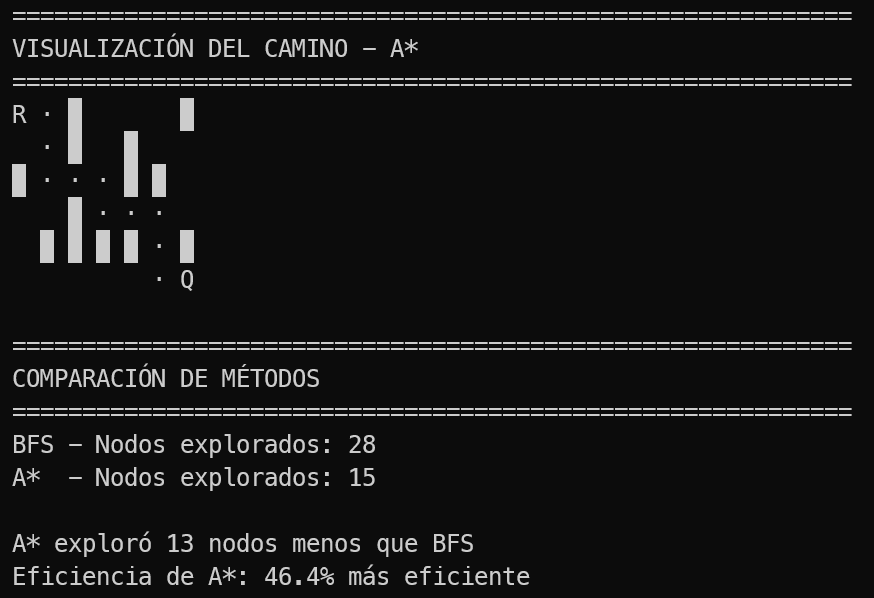 ============================================================
VISUALIZACIÓN DEL CAMINO – A*
============================================================
R · █       █
  · █   █
█ · · · █ █
    █ · · ·
  █ █ █ █ · █
          · Q
============================================================
COMPARACIÓN DE MÉTODOS
============================================================
BFS – Nodos explorados: 28
A*  – Nodos explorados: 15
A* exploró 13 nodos menos que BFS
Eficiencia de A*: 46.4% más eficiente